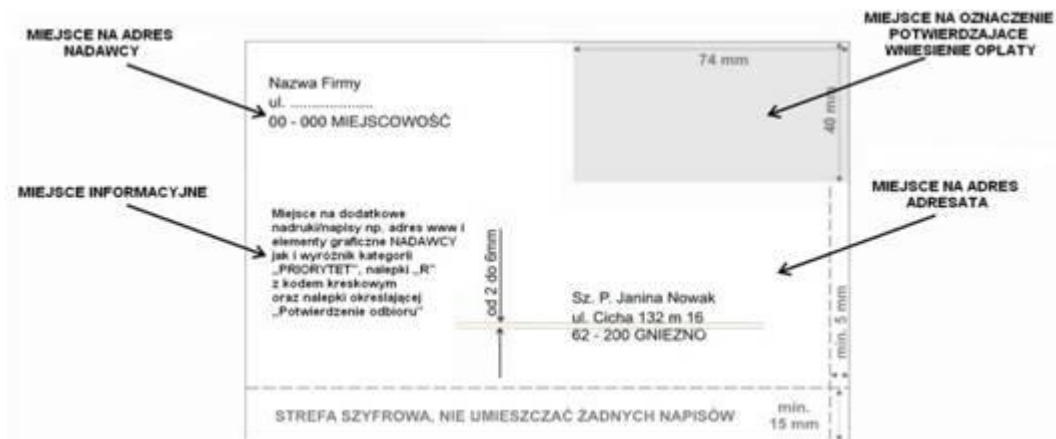 MIEJSCE NA ADRES
NADAWCY
MIEJSCE NA OZNACZENIE
POTWIERDZAJACE
WNIESIENIE OPLATY
74 mm
40 mm
Nazwa Firmy
ul. .....................
00 - 000 MIEJSCOWOŚĆ
MIEJSCE INFORMACYJNE
MIEJSCE NA ADRES
ADRESATA
Miejsce na dodatkowe
nadruki/napisy np. adres www i
elementy graficzne NADAWCY
jak i wyróżnik kategorii
„PRIORYTET", nalepki „R"
z kodem kreskowym
oraz nalepki określającej
„Potwierdzenie odbioru"
od 2 do 6mm
Sz. P. Janina Nowak
ul. Cicha 132 m 16
62 - 200 GNIEZNO
min. 5 mm
STREFA SZYFROWA, NIE UMIESZCZAĆ ŻADNYCH NAPISÓW
min.
15 mm